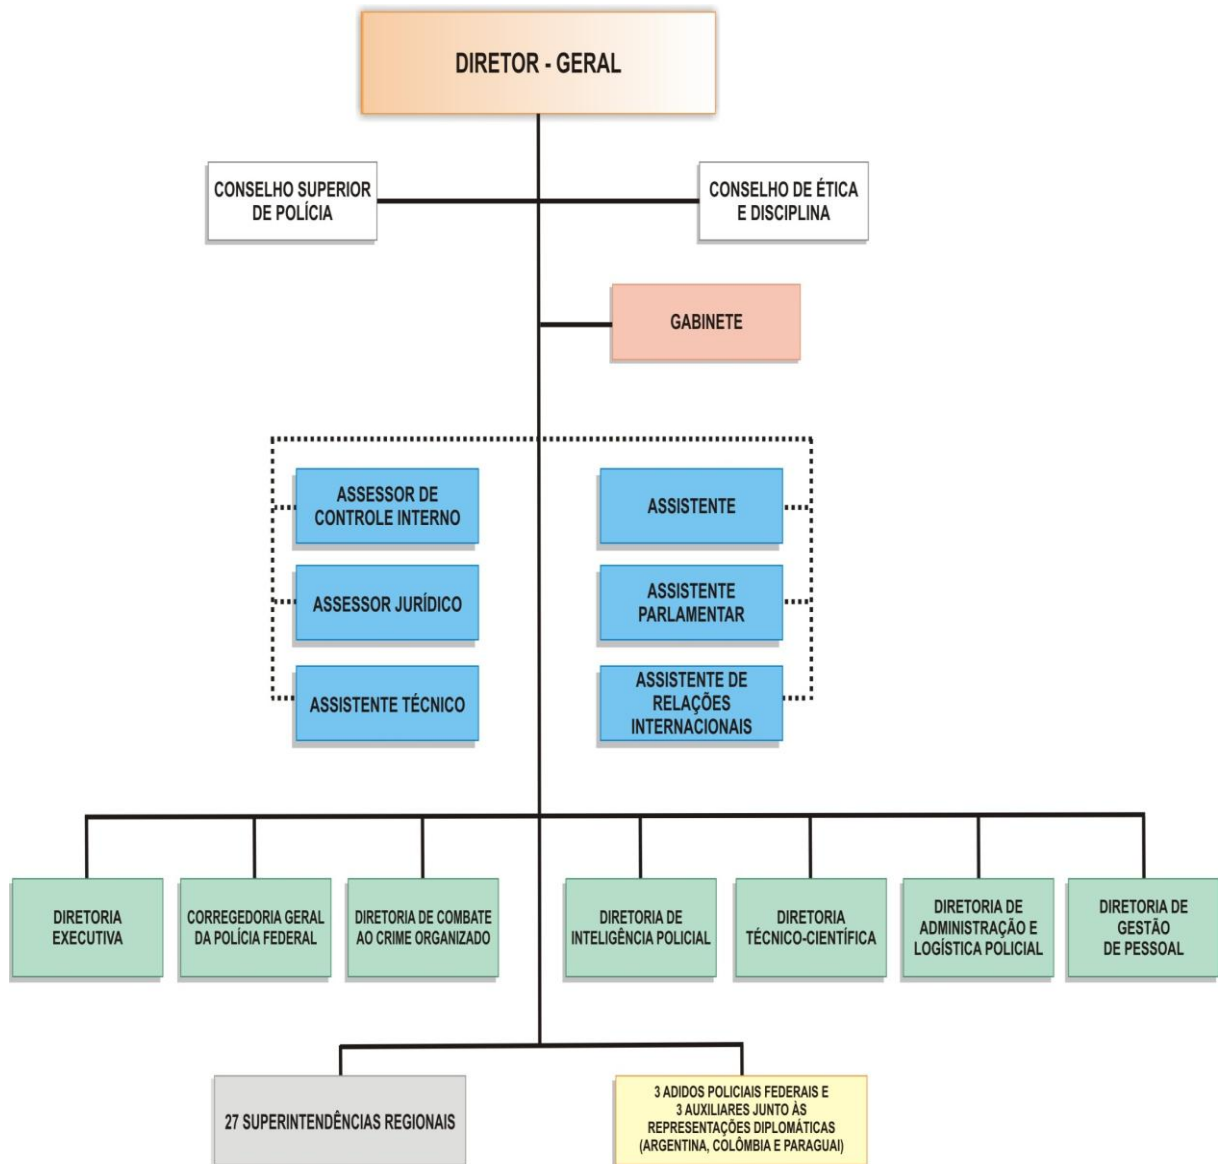 DIRETOR - GERAL
CONSELHO SUPERIOR
DE POLÍCIA
CONSELHO DE ÉTICA
E DISCIPLINA
GABINETE
ASSESSOR DE
CONTROLE INTERNO
ASSISTENTE
ASSESSOR JURÍDICO
ASSISTENTE
PARLAMENTAR
ASSISTENTE TÉCNICO
ASSISTENTE DE
RELAÇÕES
INTERNACIONAIS
DIRETORIA
EXECUTIVA
CORREGEDORIA GERAL
DA POLÍCIA FEDERAL
DIRETORIA DE COMBATE
AO CRIME ORGANIZADO
DIRETORIA DE
INTELIGÊNCIA POLICIAL
DIRETORIA
TÉCNICO-CIENTÍFICA
DIRETORIA DE
ADMINISTRAÇÃO E
LOGÍSTICA POLICIAL
DIRETORIA DE
GESTÃO
DE PESSOAL
27 SUPERINTENDÊNCIAS REGIONAIS
3 ADIDOS POLICIAIS FEDERAIS E
3 AUXILIARES JUNTO ÀS
REPRESENTAÇÕES DIPLOMÁTICAS
(ARGENTINA, COLÔMBIA E PARAGUAI)